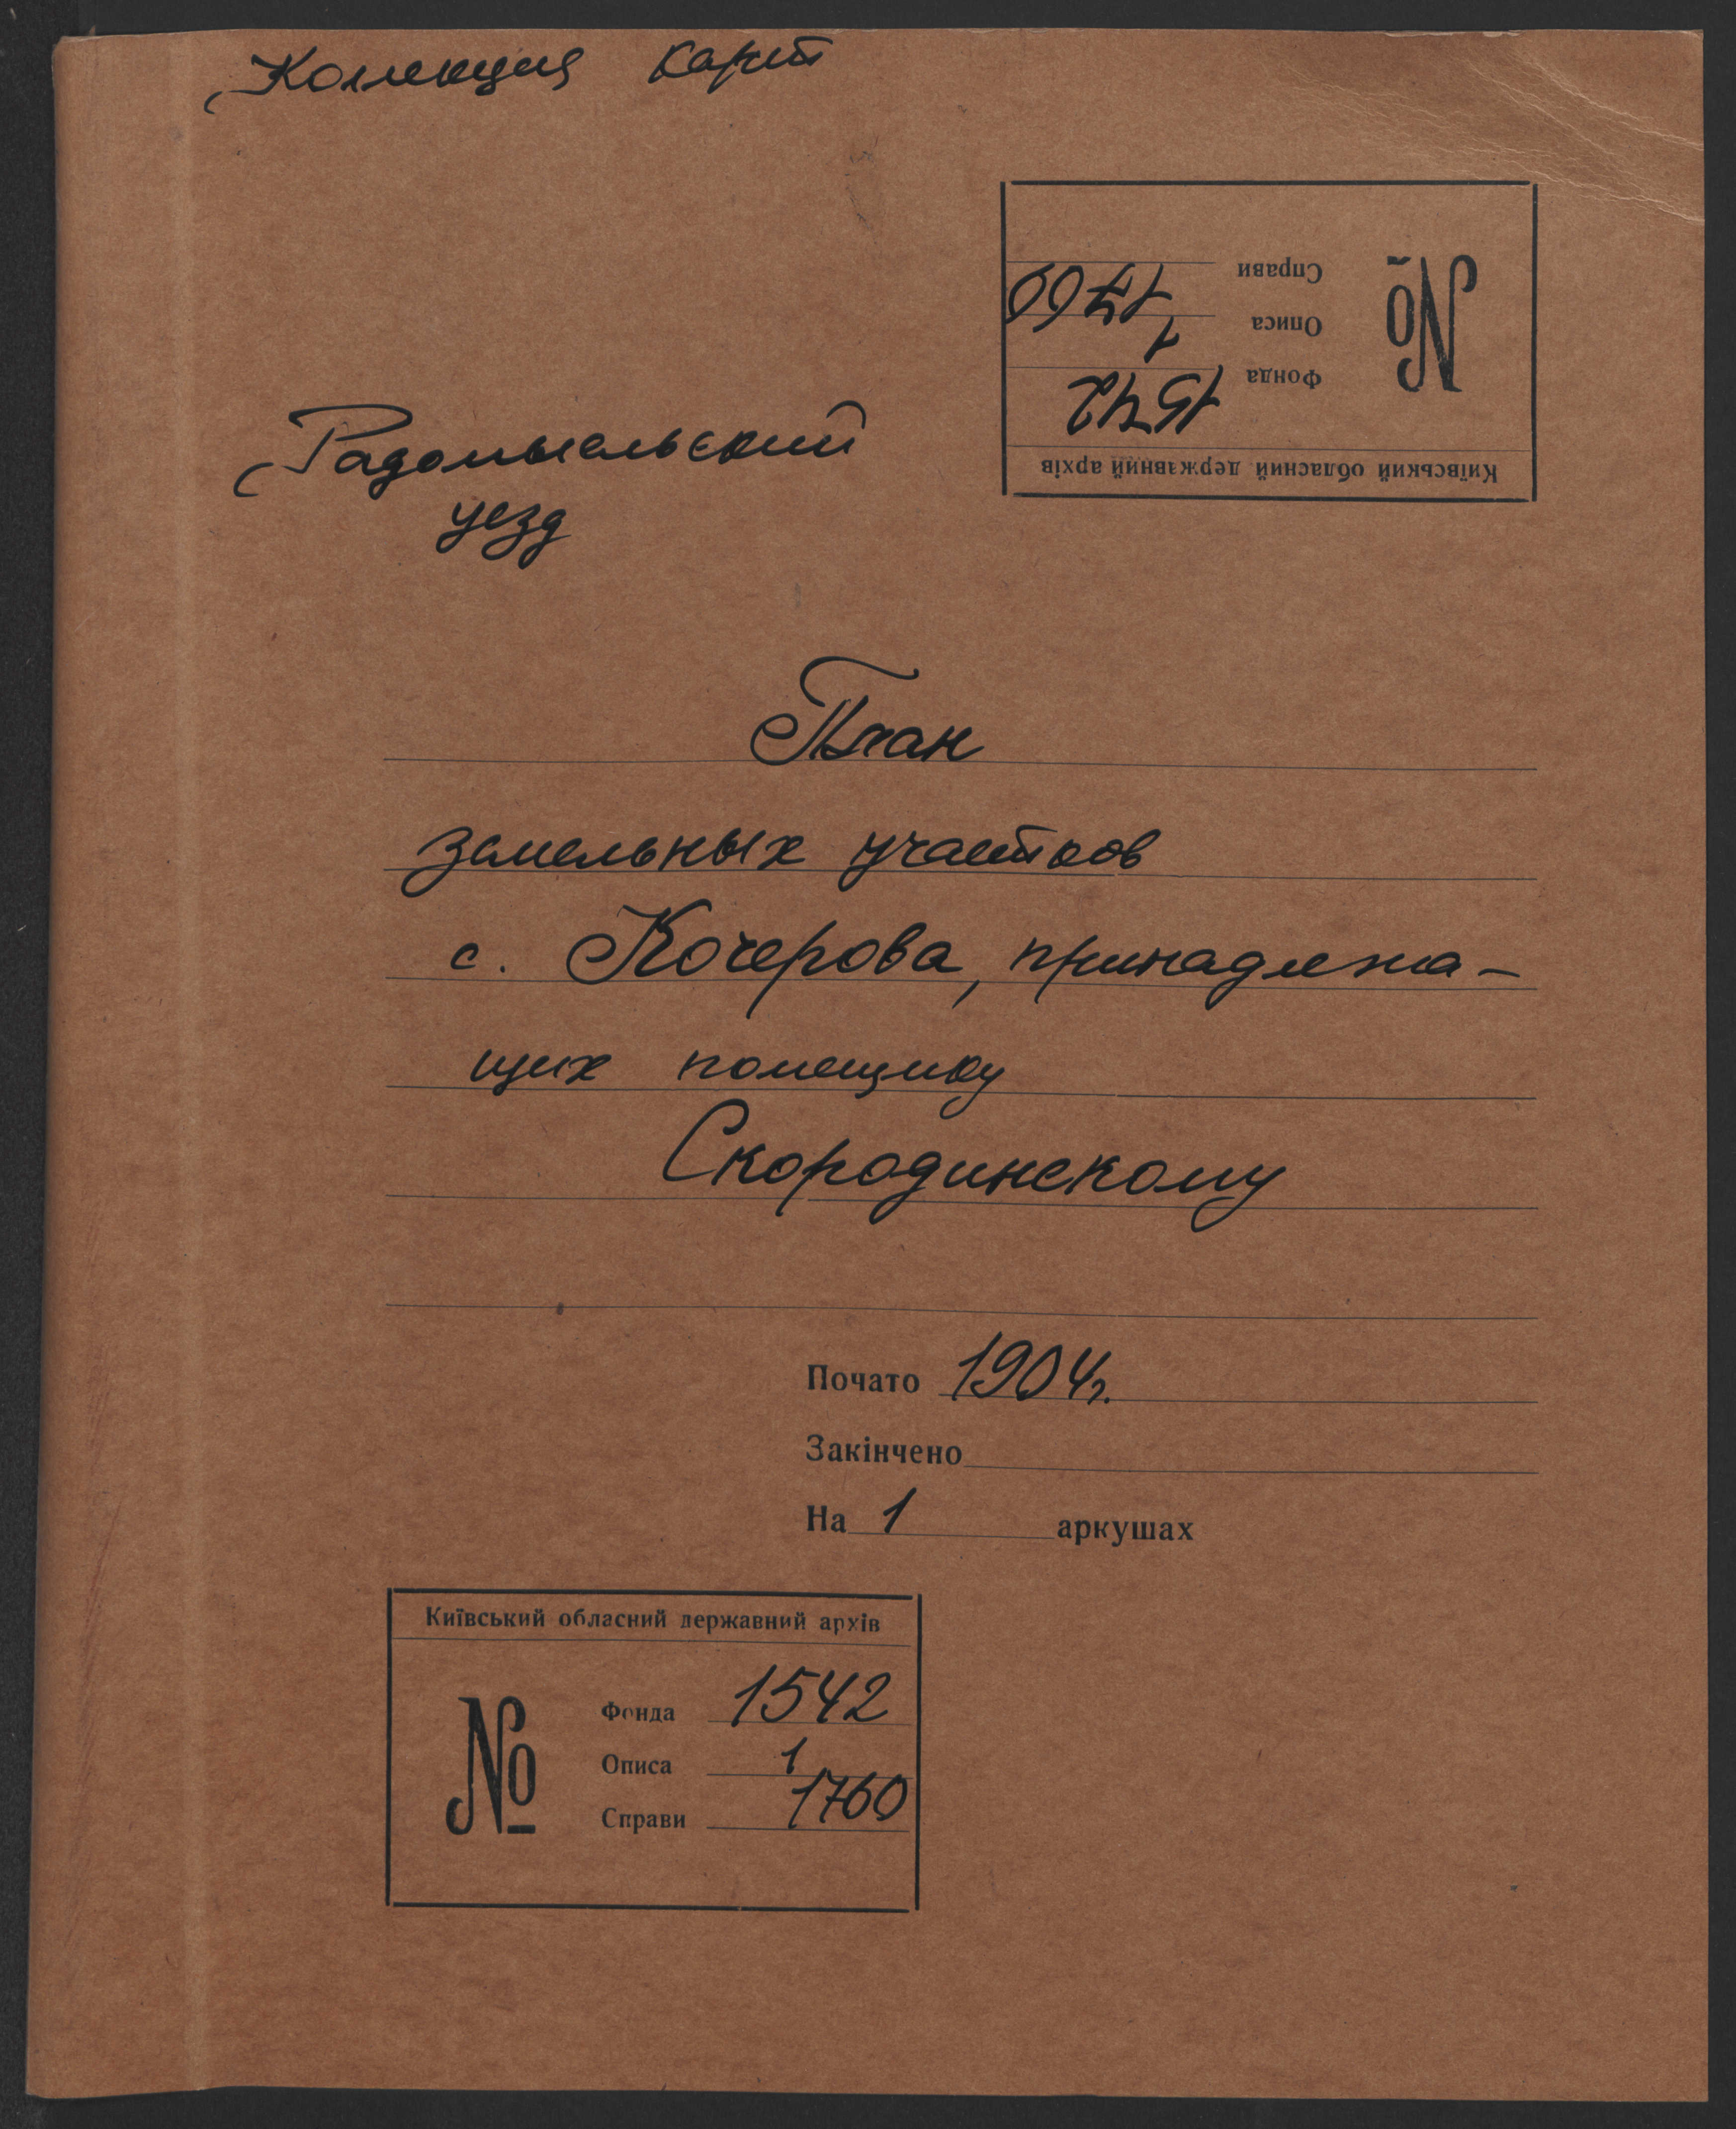 Коллекция карт
Київський обласний державний архів
№
Фонда 1542
Описа 1
Справи 1760
Радомысльский
уезд
План
земельных участков
с. Кочерова, принадлежа-
щих помещику
Скородинскому
Почато 1904г.
Закінчено
На 1 аркушах
Київський обласний державний архів
№
Фонда 1542
Описа 1
Справи 1760